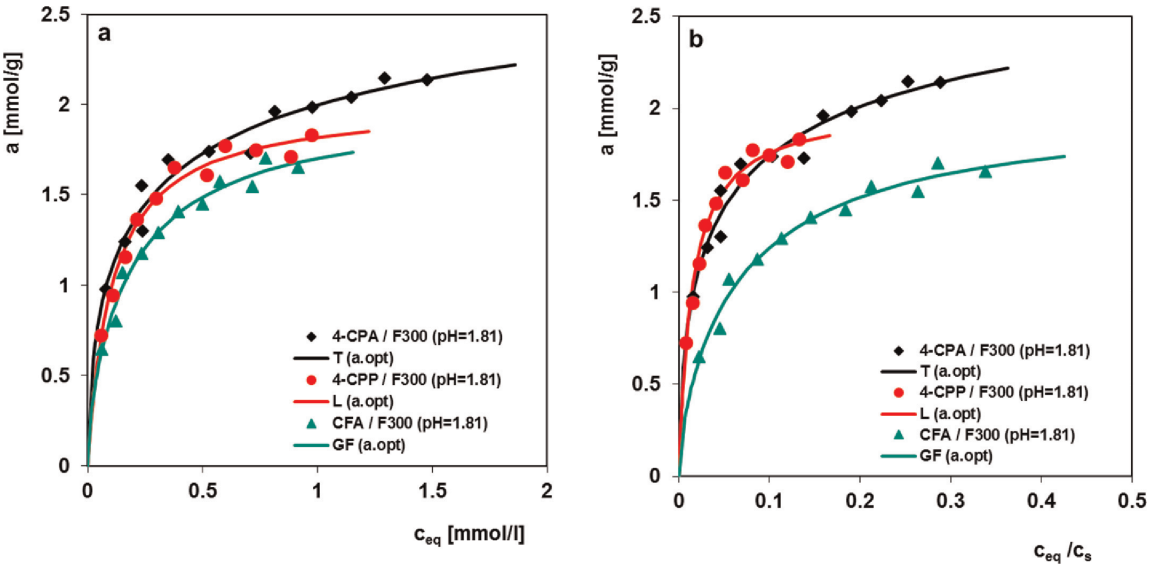 a
2.5
2
1.5
1
0.5
0
a [mmol/g]
0
0.5
1
1.5
2
c_eq [mmol/l]
4-CPA / F300 (pH=1.81)
T (a.opt)
4-CPP / F300 (pH=1.81)
L (a.opt)
CFA / F300 (pH=1.81)
GF (a.opt)
b
2.5
2
1.5
1
0.5
0
a [mmol/g]
0
0.1
0.2
0.3
0.4
0.5
c_eq /c_s
4-CPA / F300 (pH=1.81)
T (a.opt)
4-CPP / F300 (pH=1.81)
L (a.opt)
CFA / F300 (pH=1.81)
GF (a.opt)